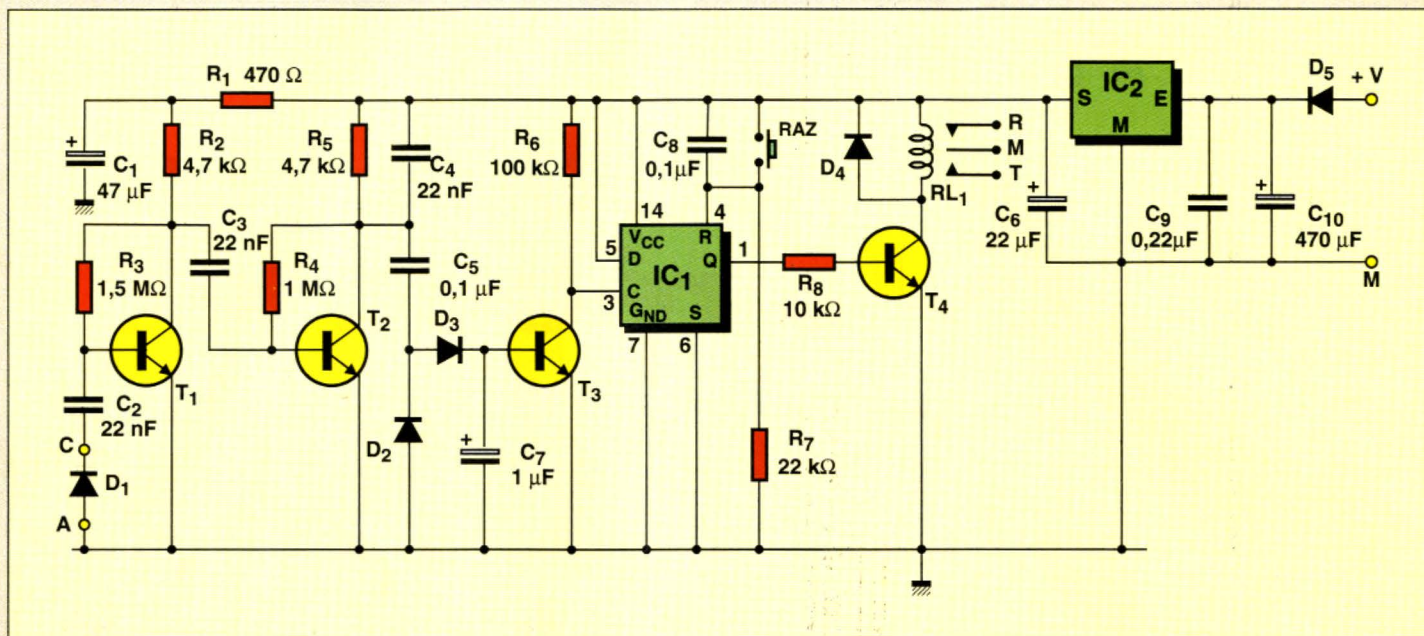 R1 470 Ω
R2
4,7 kΩ
R5
4,7 kΩ
C1
47 µF
+
C4
22 nF
R6
100 kΩ
C8
0,1µF
RAZ
D4
RL1
R
M
T
S
IC2
E
M
D5
+ V
C6
22 µF
+
C9
0,22µF
C10
470 µF
+
M
R3
1,5 MΩ
C3
22 nF
R4
1 MΩ
C5
0,1 µF
14
4
VCC
R
5
D
Q
1
IC1
C
3
GND
S
7
6
R8
10 kΩ
T4
T1
T2
D3
T3
C2
22 nF
C
D1
A
D2
+
C7
1 µF
R7
22 kΩ